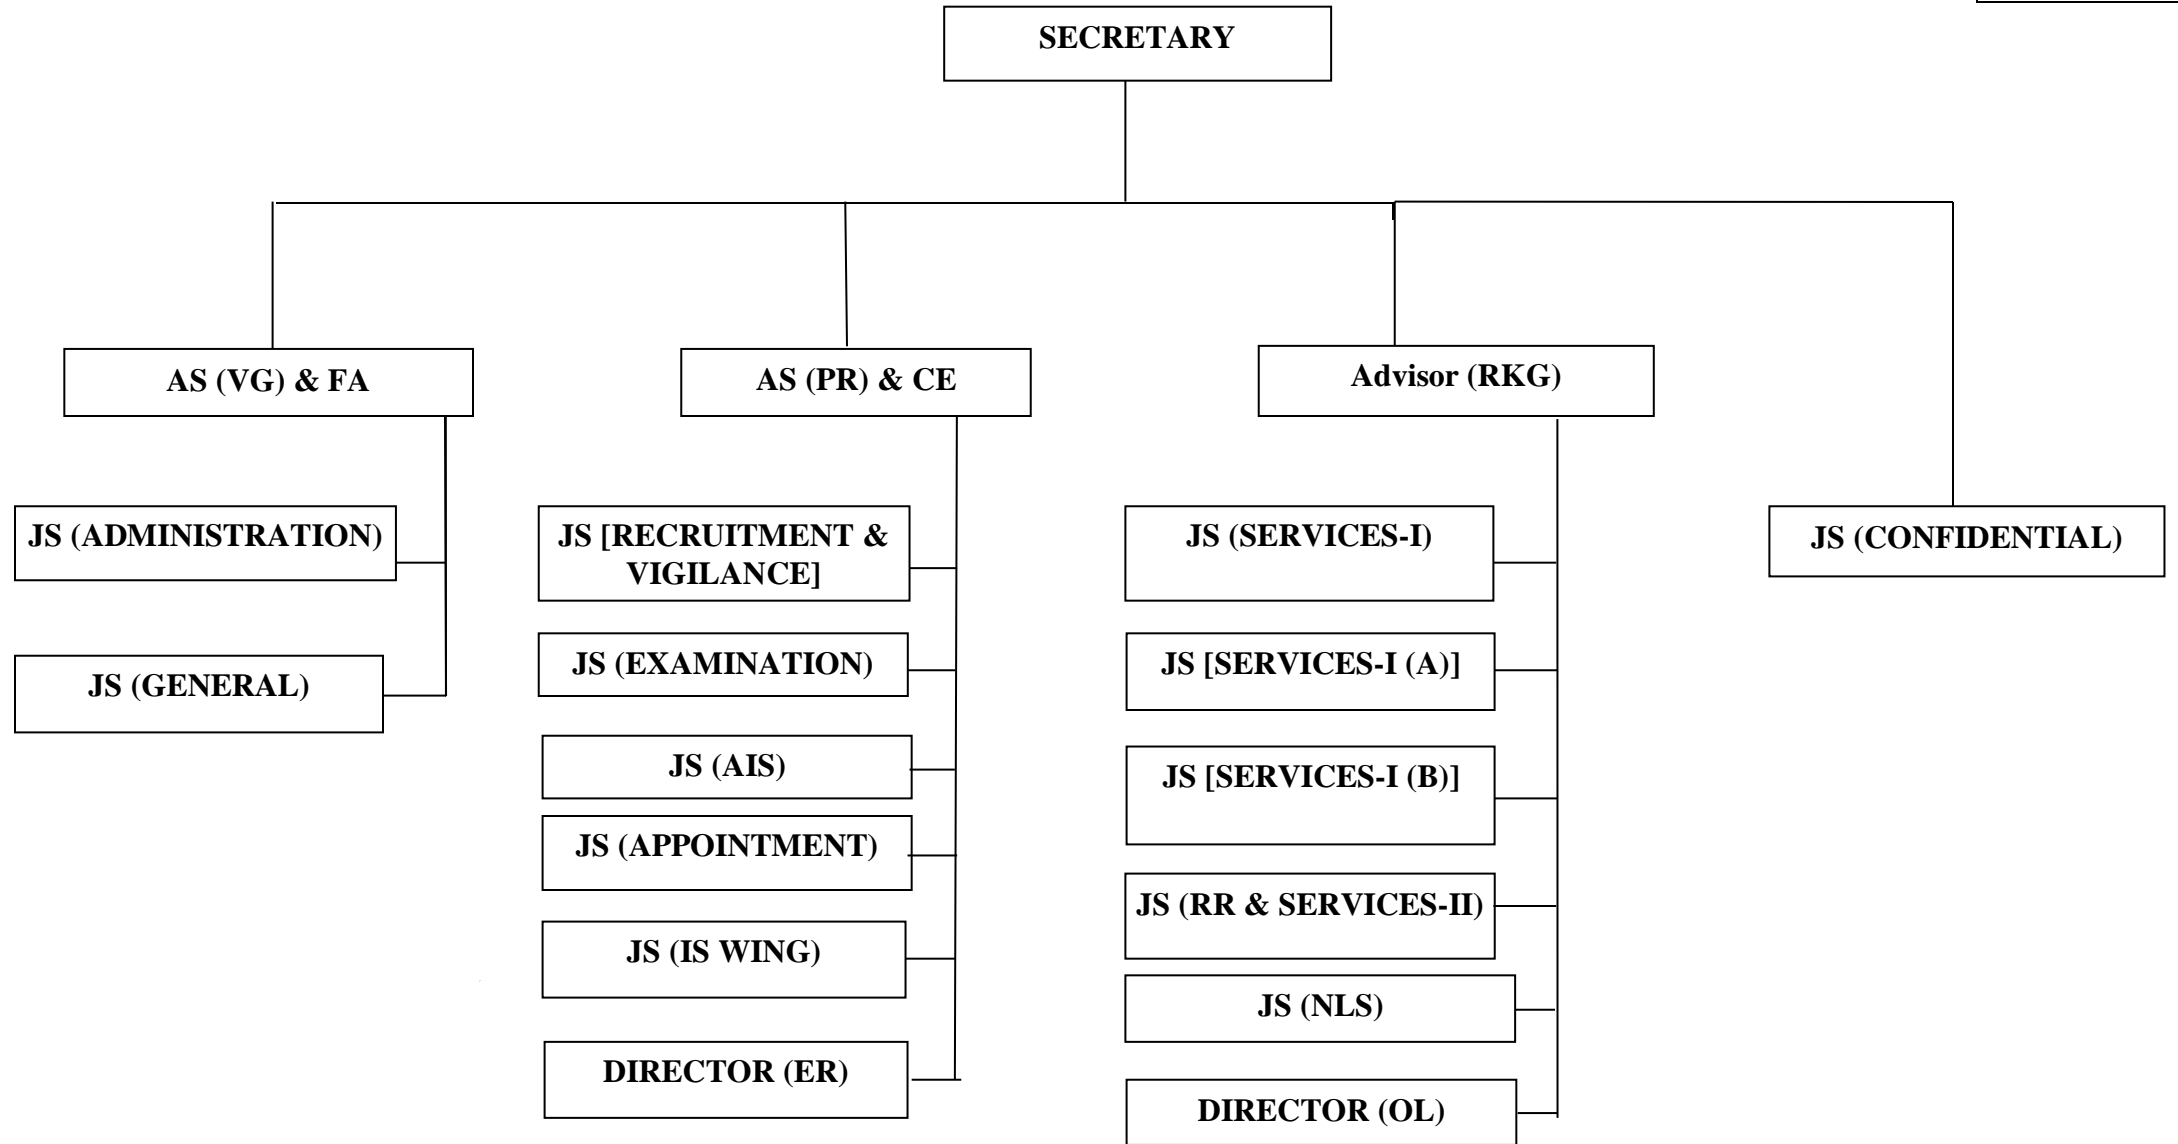 SECRETARY
AS (VG) & FA
AS (PR) & CE
Advisor (RKG)
JS (ADMINISTRATION)
JS (GENERAL)
JS [RECRUITMENT &
VIGILANCE]
JS (EXAMINATION)
JS (AIS)
JS (APPOINTMENT)
JS (IS WING)
DIRECTOR (ER)
JS (SERVICES-I)
JS [SERVICES-I (A)]
JS [SERVICES-I (B)]
JS (RR & SERVICES-II)
JS (NLS)
DIRECTOR (OL)
JS (CONFIDENTIAL)